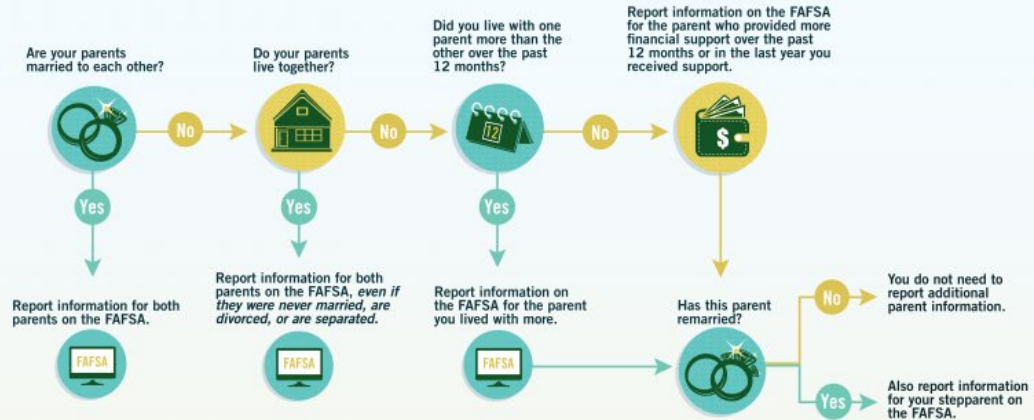 Are your parents
married to each other?
No
Yes
Report information for both
parents on the FAFSA.
FAFSA
Do your parents
live together?
No
Yes
Report information for both
parents on the FAFSA, even if
they were never married, are
divorced, or are separated.
FAFSA
Did you live with one
parent more than the
other over the past
12 months?
12
No
Yes
Report information on
the FAFSA for the parent
you lived with more.
FAFSA
Report information on the FAFSA
for the parent who provided more
financial support over the past
12 months or in the last year you
received support.
$
Has this parent
remarried?
No
You do not need to
report additional
parent information.
Yes
Also report information
for your stepparent on
the FAFSA.